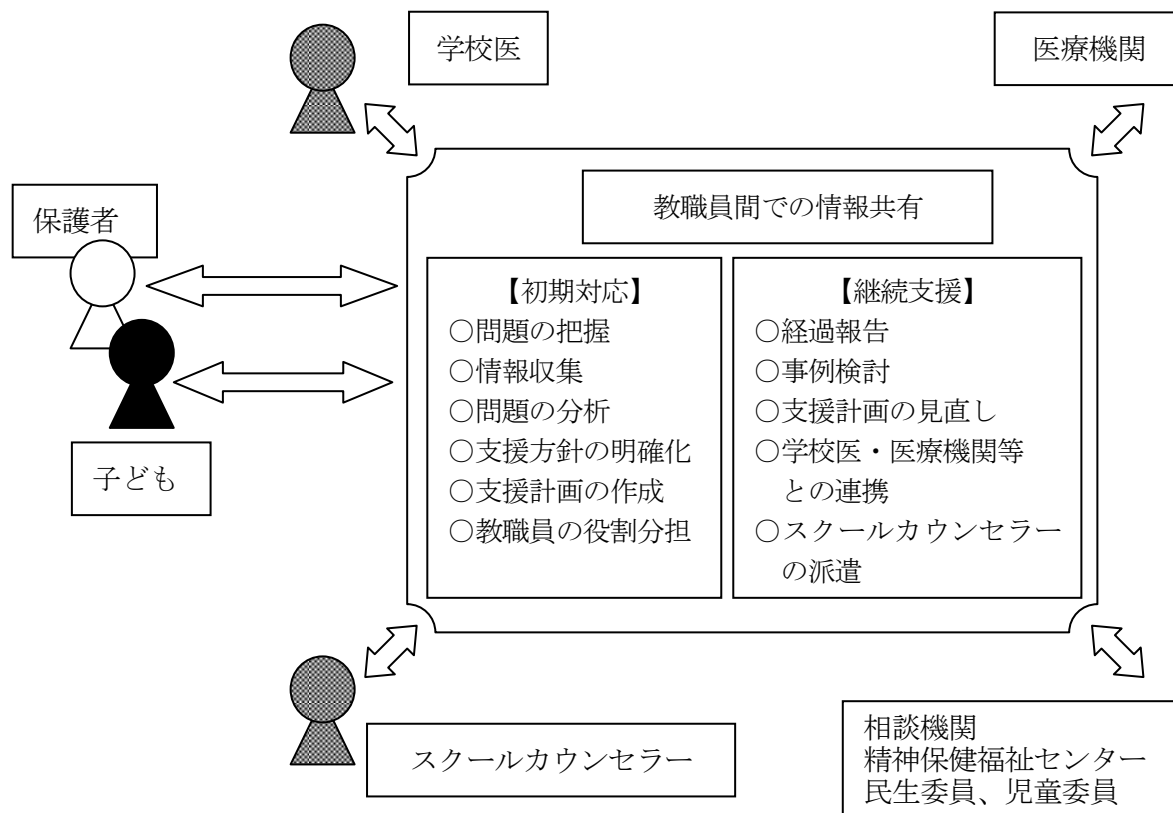 学校医
医療機関
保護者
子ども
教職員間での情報共有
【初期対応】
○問題の把握
○情報収集
○問題の分析
○支援方針の明確化
○支援計画の作成
○教職員の役割分担
【継続支援】
○経過報告
○事例検討
○支援計画の見直し
○学校医・医療機関等
との連携
○スクールカウンセラー
の派遣
スクールカウンセラー
相談機関
精神保健福祉センター
民生委員、児童委員